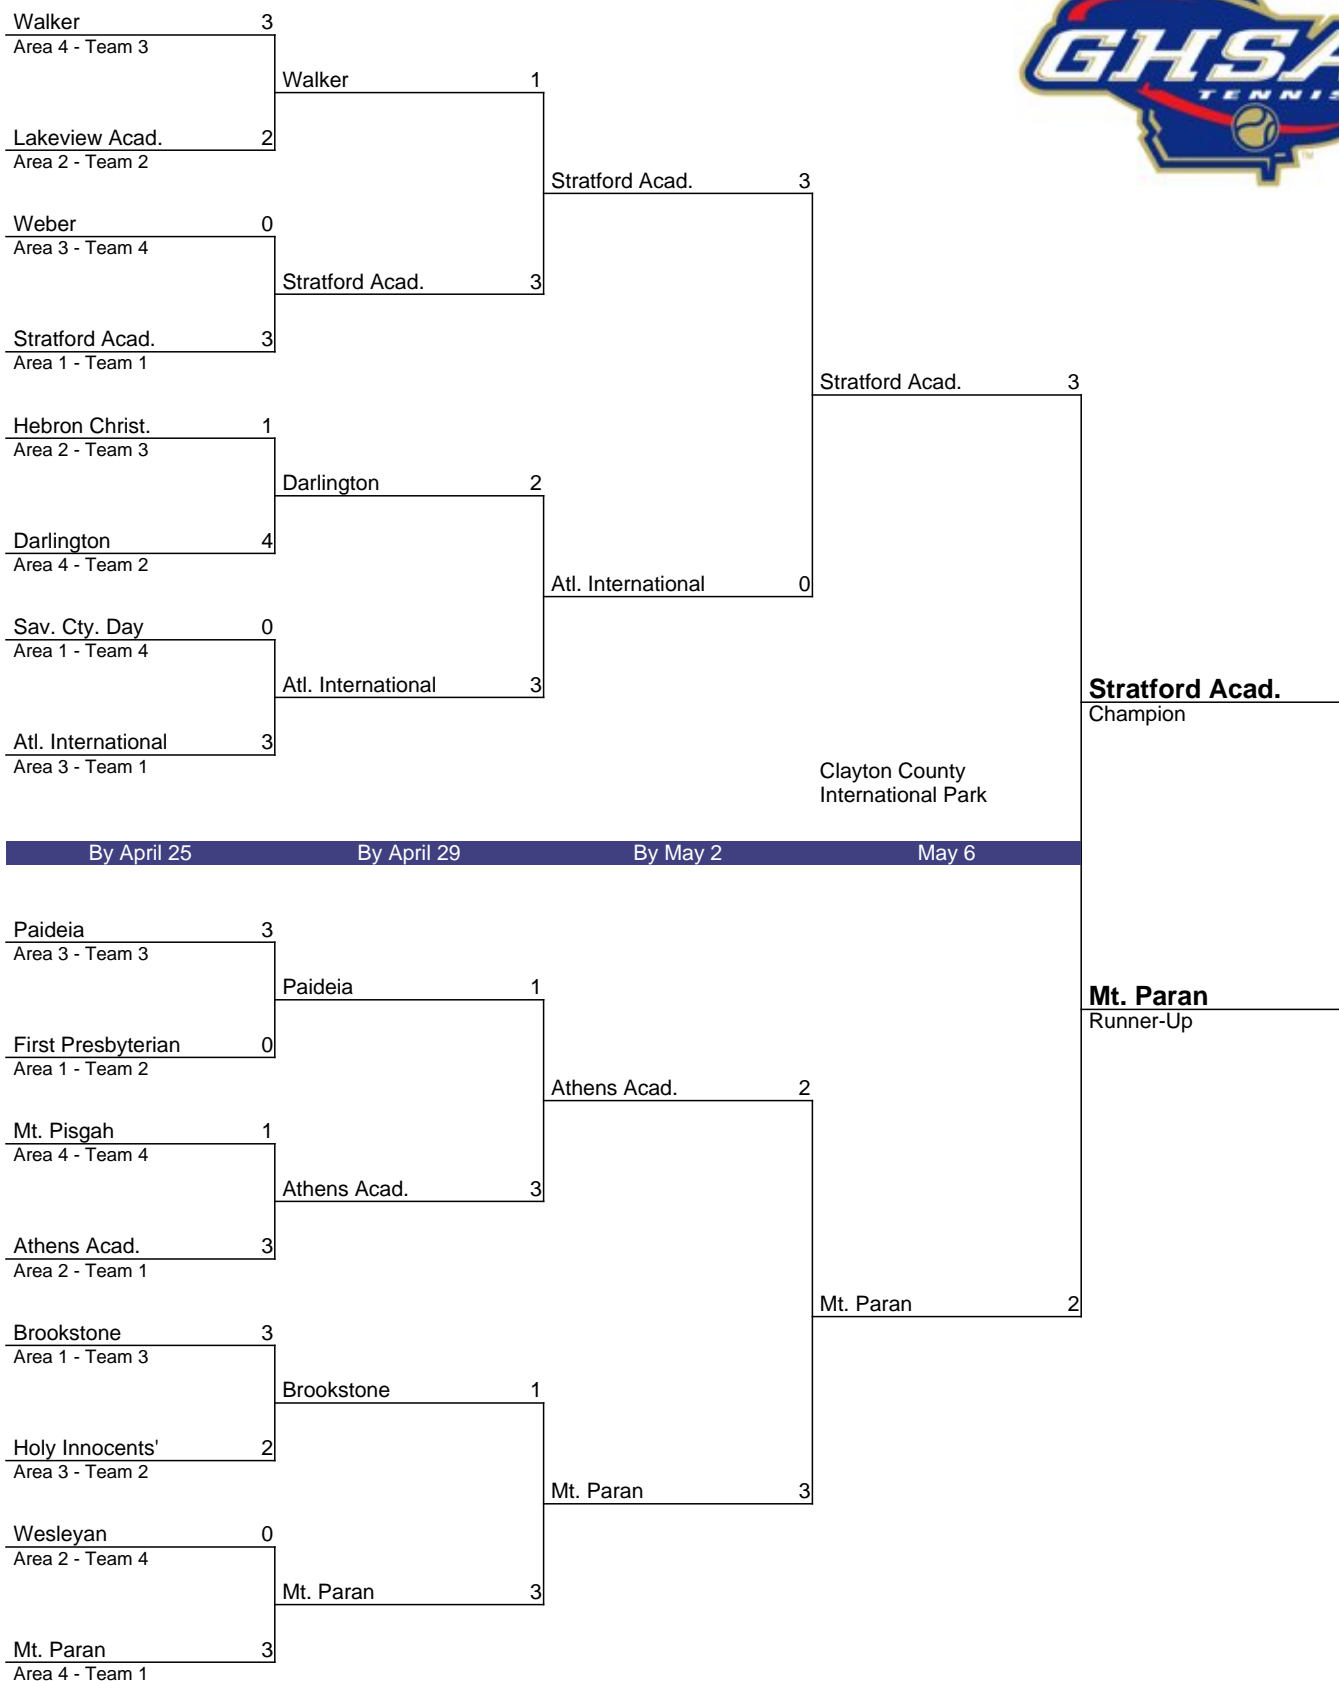 Walker 3
Area 4 - Team 3
Lakeview Acad. 2
Area 2 - Team 2
Weber 0
Area 3 - Team 4
Stratford Acad. 3
Area 1 - Team 1
Hebron Christ. 1
Area 2 - Team 3
Darlington 4
Area 4 - Team 2
Sav. Cty. Day 0
Area 1 - Team 4
Atl. International 3
Area 3 - Team 1
Walker 1
Stratford Acad. 3
Darlington 2
Atl. International 3
Stratford Acad. 3
Atl. International 0
Stratford Acad. 3
GHSA
TENNIS
TM
Clayton County
International Park
Stratford Acad.
Champion
By April 25 By April 29 By May 2 May 6
Paideia 3
Area 3 - Team 3
First Presbyterian 0
Area 1 - Team 2
Mt. Pisgah 1
Area 4 - Team 4
Athens Acad. 3
Area 2 - Team 1
Brookstone 3
Area 1 - Team 3
Holy Innocents' 2
Area 3 - Team 2
Wesleyan 0
Area 2 - Team 4
Mt. Paran 3
Area 4 - Team 1
Paideia 1
Athens Acad. 3
Brookstone 1
Mt. Paran 3
Athens Acad. 2
Mt. Paran 3
Mt. Paran 2
Mt. Paran
Runner-Up